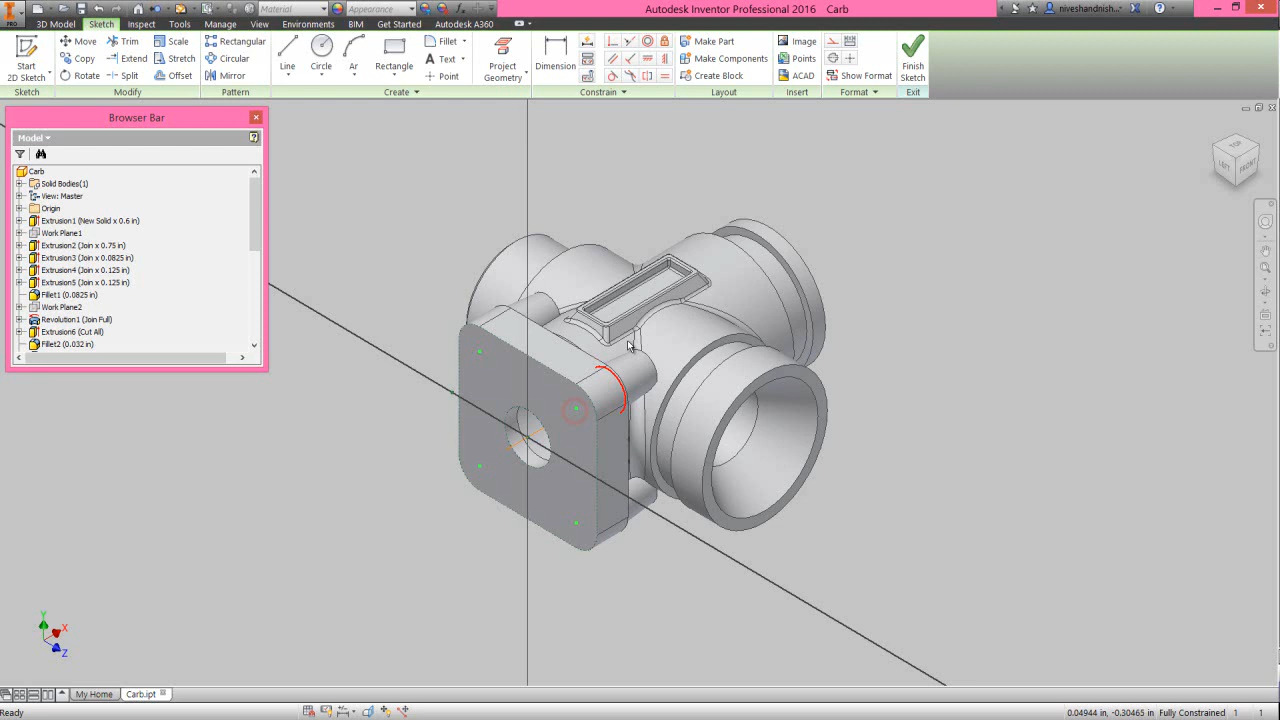 Material
Appearance
Autodesk Inventor Professional 2016 Carb
niveshandnish...
PRO
3D Model Sketch Inspect Tools Manage View Environments BIM Get Started Autodesk A360
Start
2D Sketch
Move Trim Scale
Copy Extend Stretch
Rotate Split Offset
Rectangular
Circular
Mirror
Line Circle Arc Rectangle
Fillet
Text
Point
Project
Geometry
Dimension
Make Part
Make Components
Create Block
Image
Points
ACAD
Show Format
Finish
Sketch
Sketch Modify Pattern Create Constrain Layout Insert Format Exit
Browser Bar
Model
Carb
Solid Bodies(1)
View: Master
Origin
Extrusion1 (New Solid x 0.6 in)
Work Plane1
Extrusion2 (Join x 0.75 in)
Extrusion3 (Join x 0.0825 in)
Extrusion4 (Join x 0.125 in)
Extrusion5 (Join x 0.125 in)
Fillet1 (0.0825 in)
Work Plane2
Revolution1 (Join Full)
Extrusion6 (Cut All)
Fillet2 (0.032 in)
TOP
LEFT
FRONT
Y
X
Z
My Home Carb.ipt
Ready
0.04944 in, -0.30465 in Fully Constrained 1 1